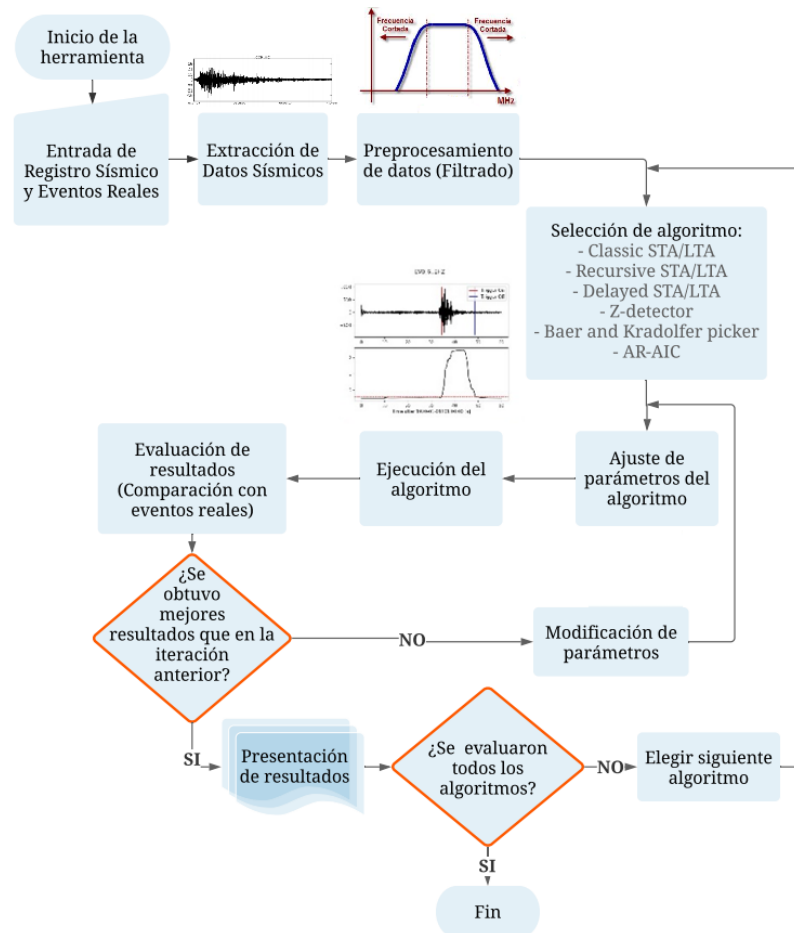 Inicio de la
herramienta
Frecuencia
Cortada
Frecuencia
Cortada
MHz
Entrada de
Registro Sísmico
y Eventos Reales
Extracción de
Datos Sísmicos
Preprocesamiento
de datos (Filtrado)
Selección de algoritmo:
- Classic STA/LTA
- Recursive STA/LTA
- Delayed STA/LTA
- Z-detector
- Baer and Kradolfer picker
- AR-AIC
Evaluación de
resultados
(Comparación con
eventos reales)
Ejecución del
algoritmo
Ajuste de
parámetros del
algoritmo
¿Se
obtuvo
mejores
resultados que en la
iteración
anterior?
NO
Modificación de
parámetros
SI
Presentación
de resultados
¿Se evaluaron
todos los
algoritmos?
NO
Elegir siguiente
algoritmo
SI
Fin